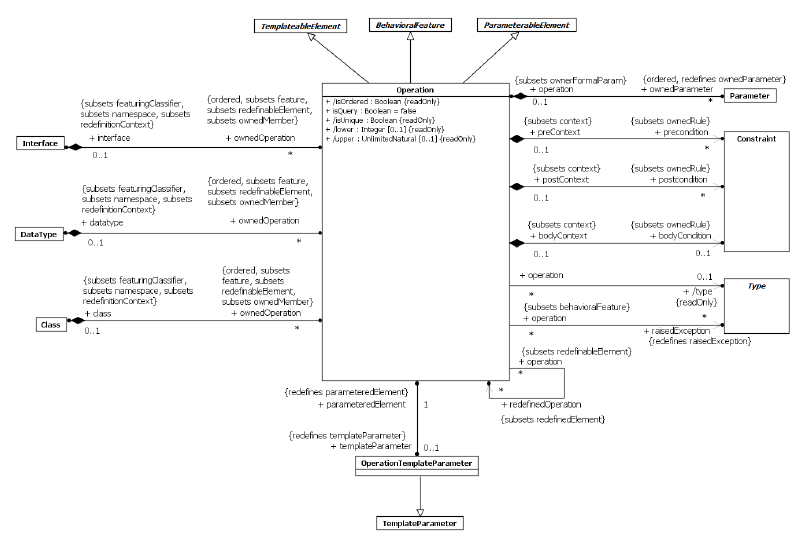 TemplateableElement
BehavioralFeature
ParameterableElement
Operation
+ /isOrdered : Boolean {readOnly}
+ isQuery : Boolean = false
+ /isUnique : Boolean {readOnly}
+ /lower : Integer [0..1] {readOnly}
+ /upper : UnlimitedNatural [0..1] {readOnly}
{subsets featuringClassifier,
subsets namespace, subsets
redefinitionContext}
+ interface
0..1
Interface
{ordered, subsets feature,
subsets redefinableElement,
subsets ownedMember}
+ ownedOperation
*
{subsets featuringClassifier,
subsets namespace, subsets
redefinitionContext}
+ datatype
0..1
DataType
{ordered, subsets feature,
subsets redefinableElement,
subsets ownedMember}
+ ownedOperation
*
{subsets featuringClassifier,
subsets namespace, subsets
redefinitionContext}
+ class
0..1
Class
{ordered, subsets
feature, subsets
redefinableElement,
subsets ownedMember}
+ ownedOperation
*
{subsets ownerFormalParam}
+ operation
0..1
{ordered, redefines ownedParameter}
+ ownedParameter
*
Parameter
{subsets context}
+ preContext
0..1
{subsets ownedRule}
+ precondition
*
Constraint
{subsets context}
+ postContext
0..1
{subsets ownedRule}
+ postcondition
*
{subsets context}
+ bodyContext
0..1
{subsets ownedRule}
+ bodyCondition
0..1
+ operation
*
0..1
+ /type
{readOnly}
Type
{subsets behavioralFeature}
+ operation
*
*
+ raisedException
{redefines raisedException}
{subsets redefinableElement}
+ operation
*
*
+ redefinedOperation
{subsets redefinedElement}
{redefines parameteredElement}
+ parameteredElement
1
{redefines templateParameter}
+ templateParameter
0..1
OperationTemplateParameter
TemplateParameter